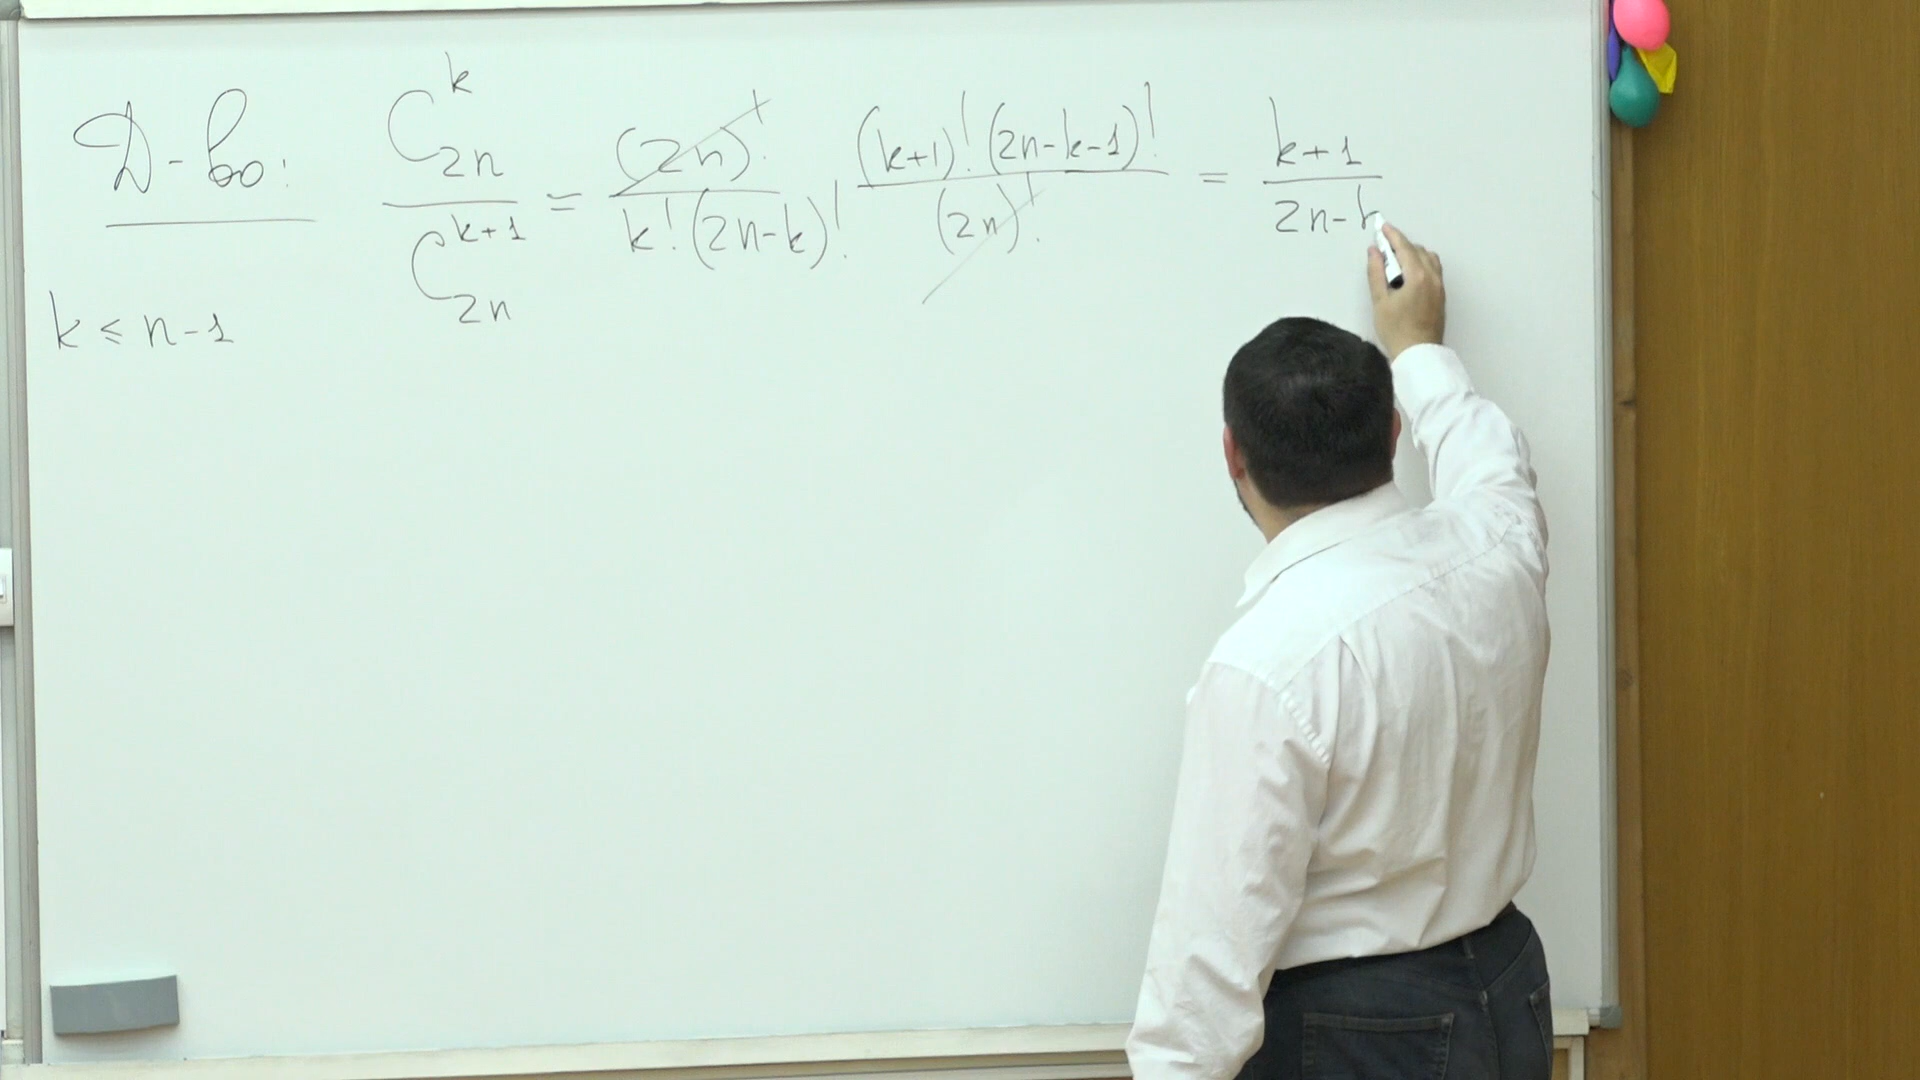 Д-во: C_{2n}^{k} / C_{2n}^{k+1} = (2n)! / k!(2n-k)! (k+1)!(2n-k-1)! / (2n)! = k+1 / 2n-k
k ≤ n-1